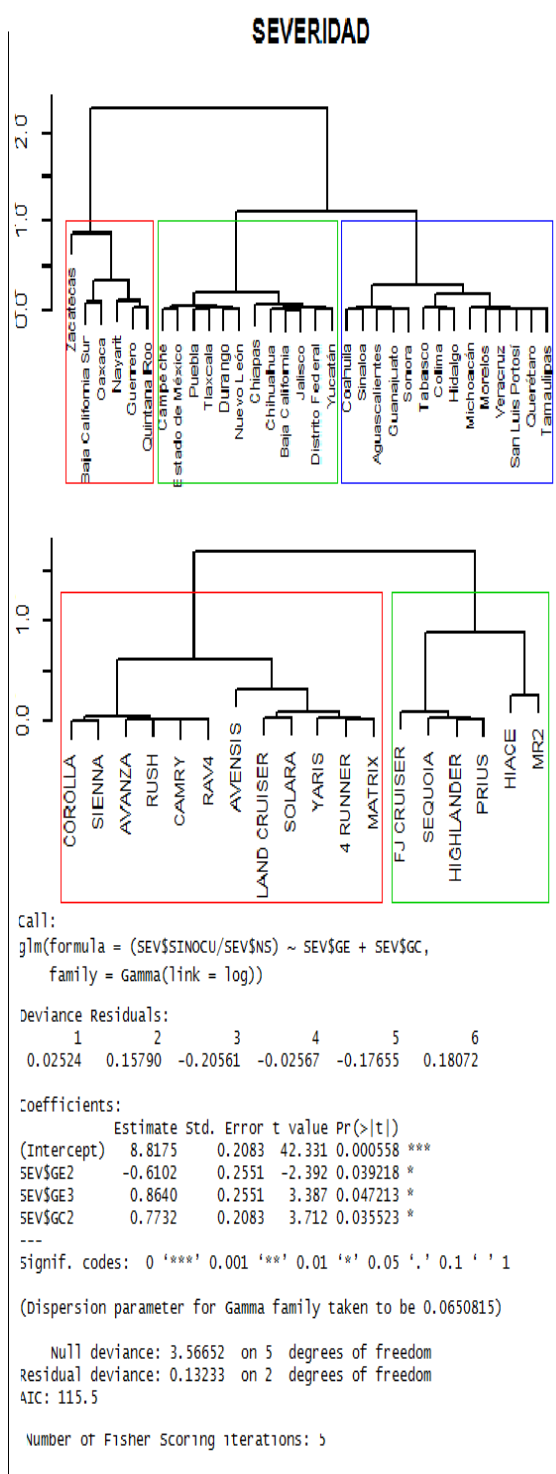 SEVERIDAD
2.0
1.0
0.0
Zacatecas
Baja California Sur
Oaxaca
Nayarit
Guerrero
Quintana Roo
Campeche
Estado de México
Puebla
Tlaxcala
Durango
Nuevo León
Chiapas
Chihuahua
Baja California
Jalisco
Distrito Federal
Yucatán
Coahuila
Sinaloa
Aguascalientes
Guanajuato
Sonora
Tabasco
Colima
Hidalgo
Michoacán
Morelos
Veracruz
San Luis Potosí
Querétaro
Tamaulipas
1.0
0.0
COROLLA
SIENNA
AVANZA
RUSH
CAMRY
RAV4
AVENSIS
LAND CRUISER
SOLARA
YARIS
4 RUNNER
MATRIX
FJ CRUISER
SEQUOIA
HIGHLANDER
PRIUS
HIACE
MR2
Call:
glm(formula = (SEV$SINOCU/SEV$NS) ~ SEV$GE + SEV$GC,
family = Gamma(link = log))
Deviance Residuals:
1 2 3 4 5 6
0.02524 0.15790 -0.20561 -0.02567 -0.17655 0.18072
Coefficients:
Estimate Std. Error t value Pr(>|t|)
(Intercept) 8.8175 0.2083 42.331 0.000558 ***
SEV$GE2 -0.6102 0.2551 -2.392 0.039218 *
SEV$GE3 0.8640 0.2551 3.387 0.047213 *
SEV$GC2 0.7732 0.2083 3.712 0.035523 *
---
Signif. codes: 0 ‘***’ 0.001 ‘**’ 0.01 ‘*’ 0.05 ‘.’ 0.1 ‘ ’ 1
(Dispersion parameter for Gamma family taken to be 0.0650815)
Null deviance: 3.56652 on 5 degrees of freedom
Residual deviance: 0.13233 on 2 degrees of freedom
AIC: 115.5
Number of Fisher Scoring iterations: 5